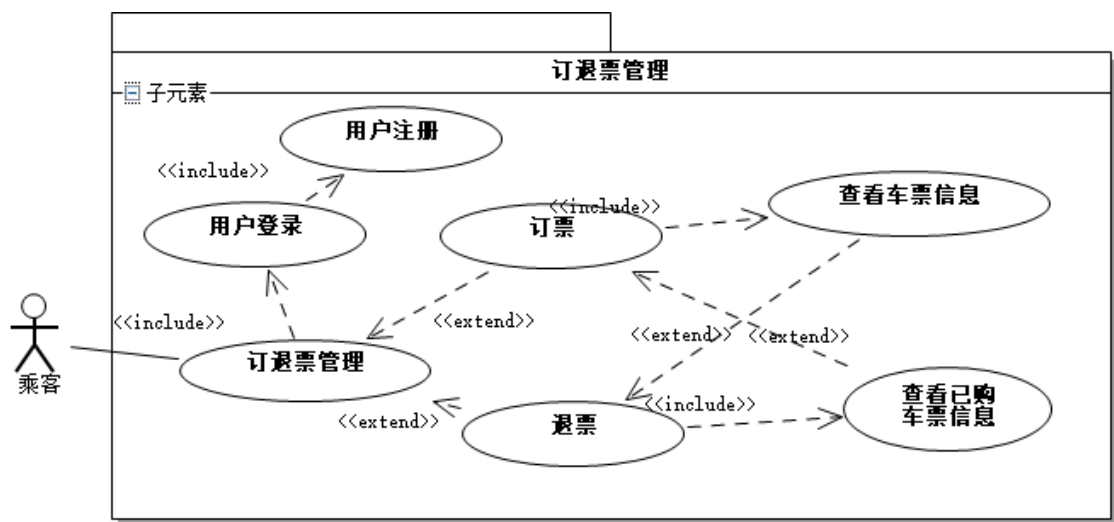 订退票管理
子元素
用户注册
<<include>>
用户登录
<<include>>
订票
查看车票信息
<<include>>
<<extend>>
<<extend>>
<<extend>>
乘客
订退票管理
<<extend>>
退票
<<include>>
查看已购
车票信息